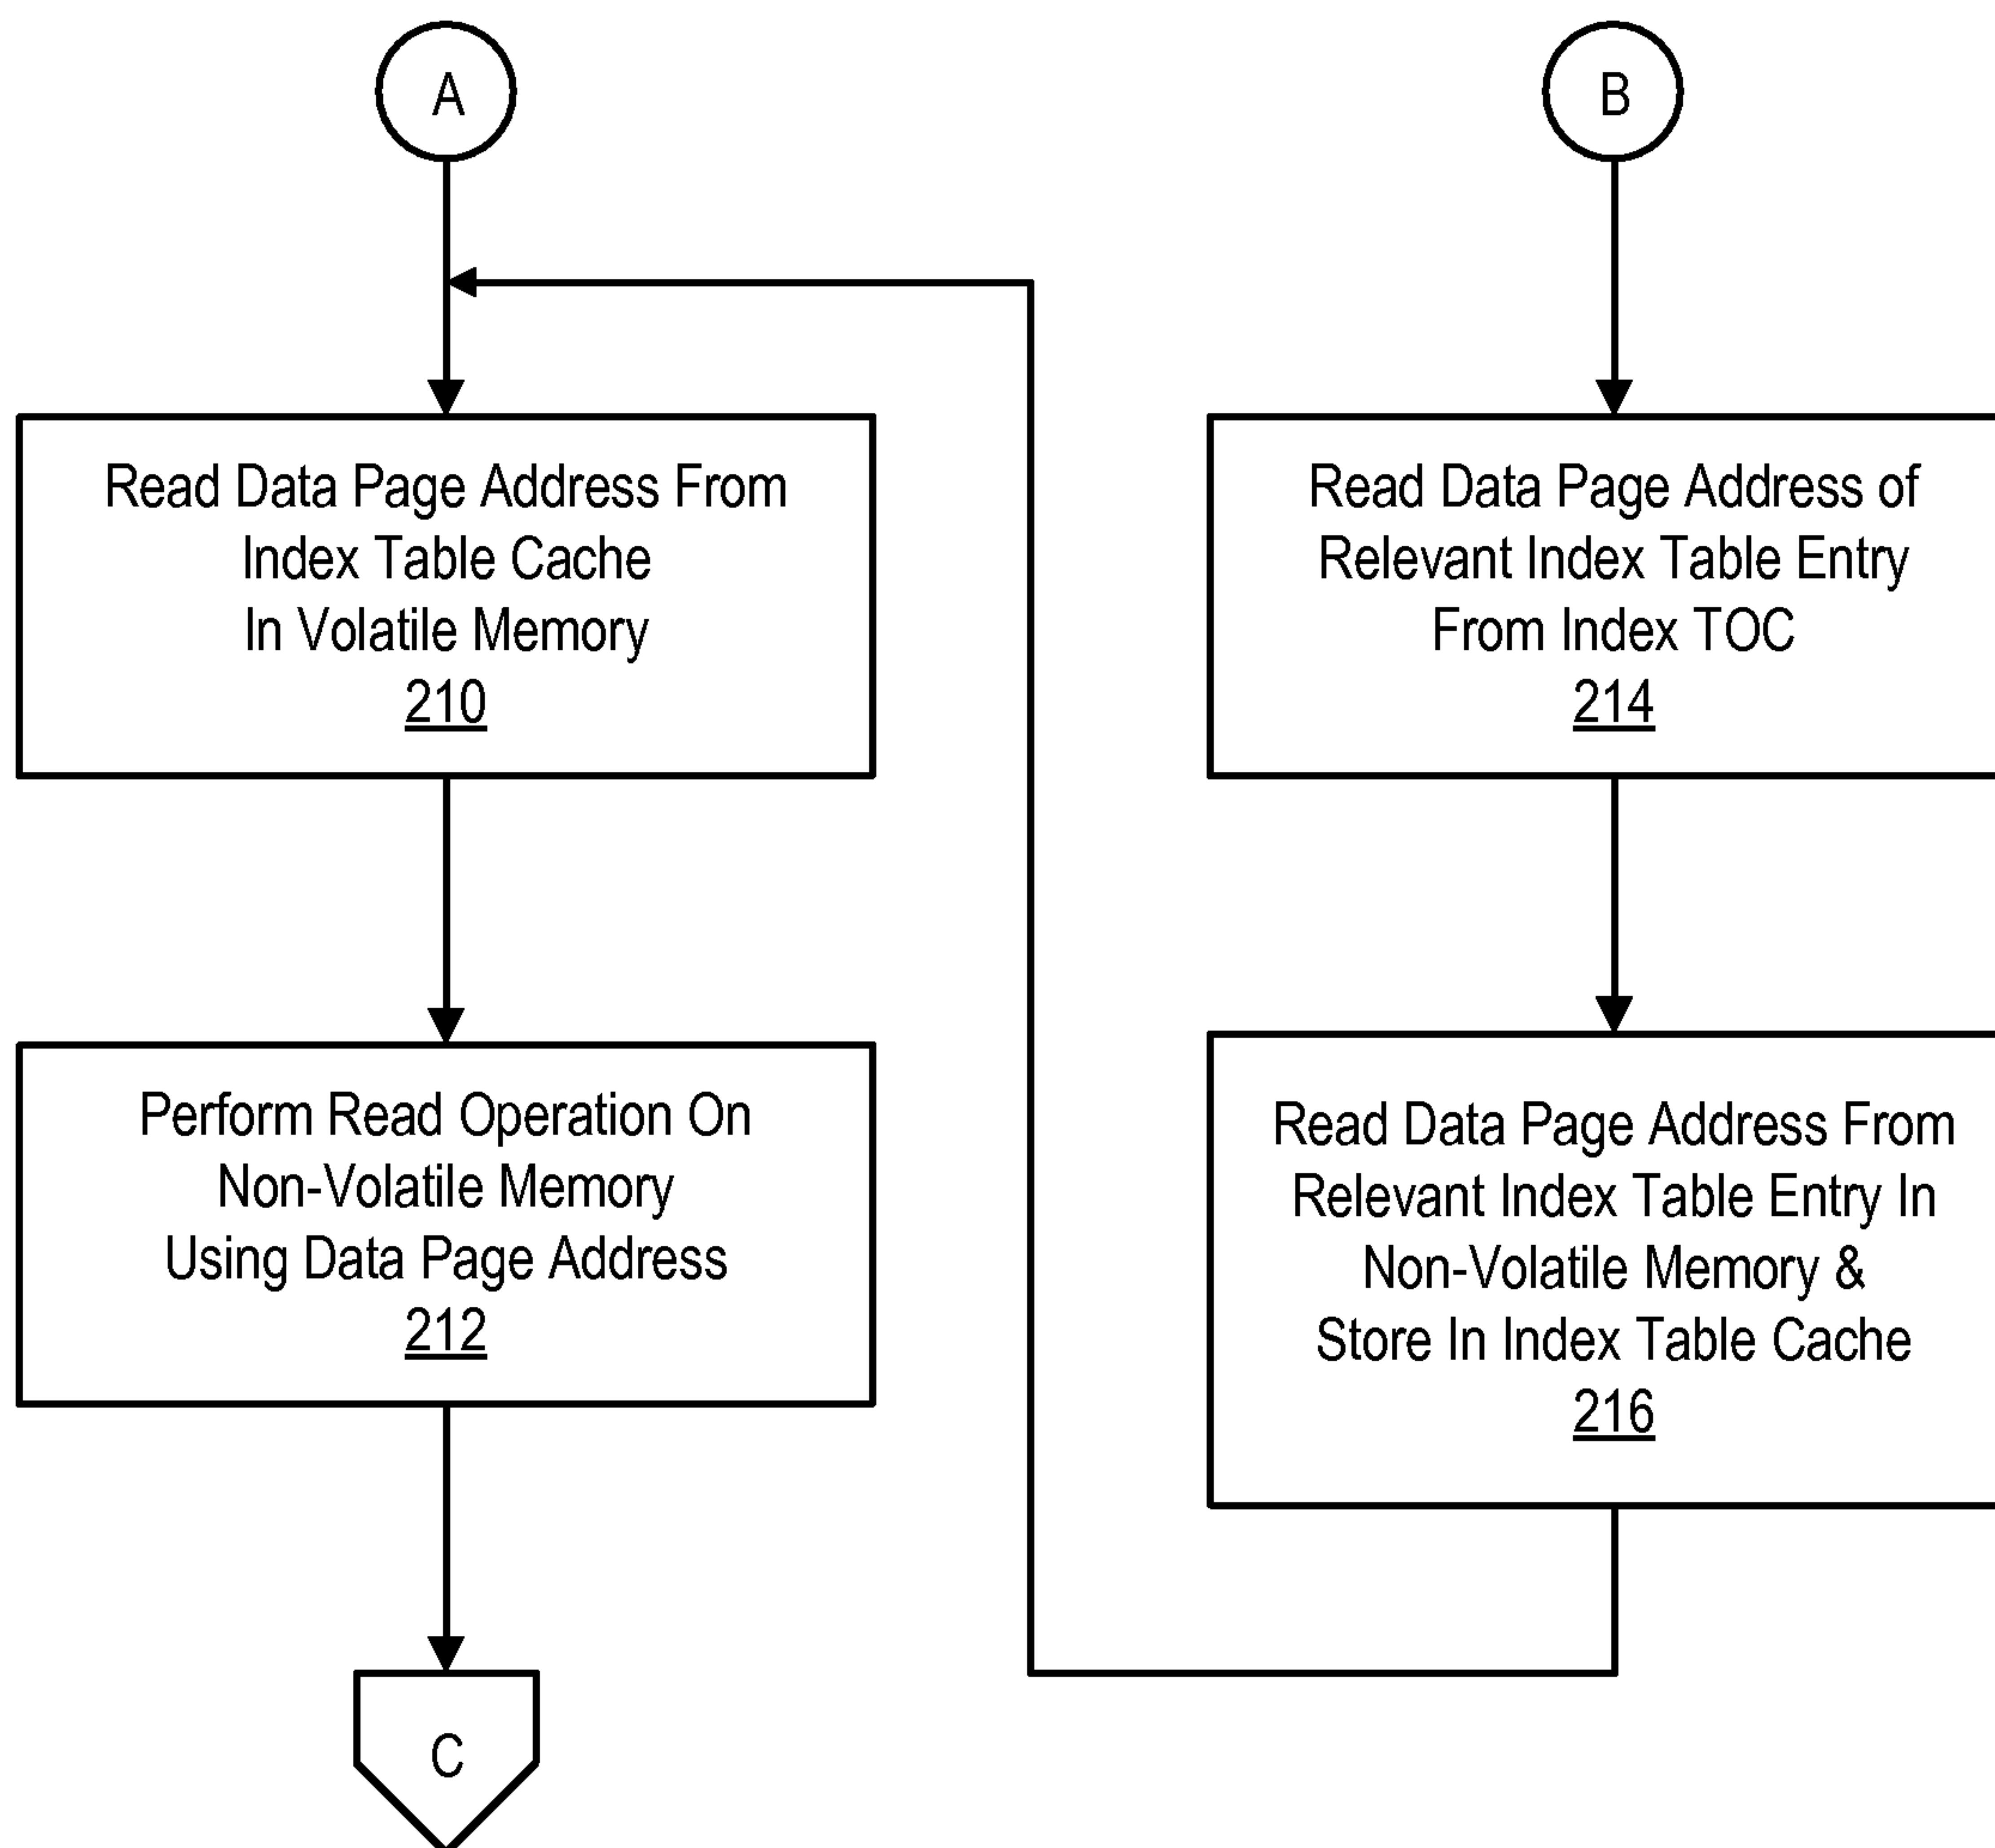 A
Read Data Page Address From
Index Table Cache
In Volatile Memory
210
Perform Read Operation On
Non-Volatile Memory
Using Data Page Address
212
C
B
Read Data Page Address of
Relevant Index Table Entry
From Index TOC
214
Read Data Page Address From
Relevant Index Table Entry In
Non-Volatile Memory &
Store In Index Table Cache
216